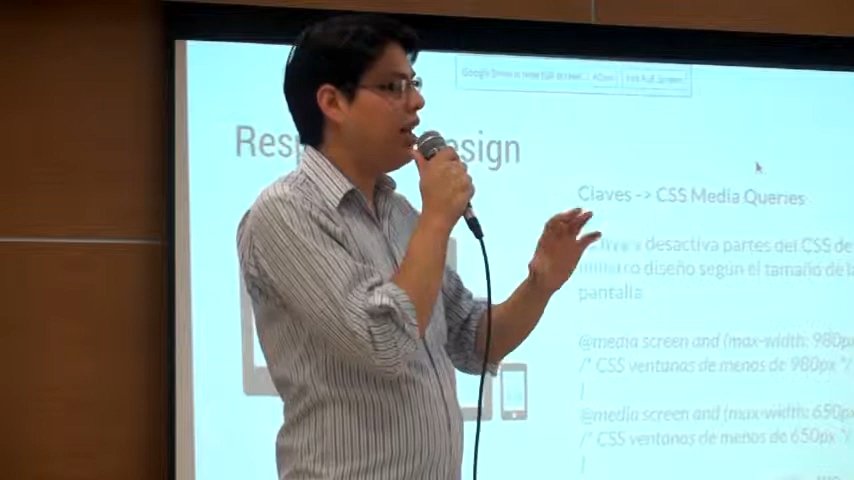 Res esign
Claves -> CSS Media Queries
desactiva partes del CSS de
diseño según el tamaño de la
pantalla
@media screen and (max-width: 980px
/* CSS ventanas de menos de 980px */
@media screen and (max-width: 650px
/* CSS ventanas de menos de 650px */